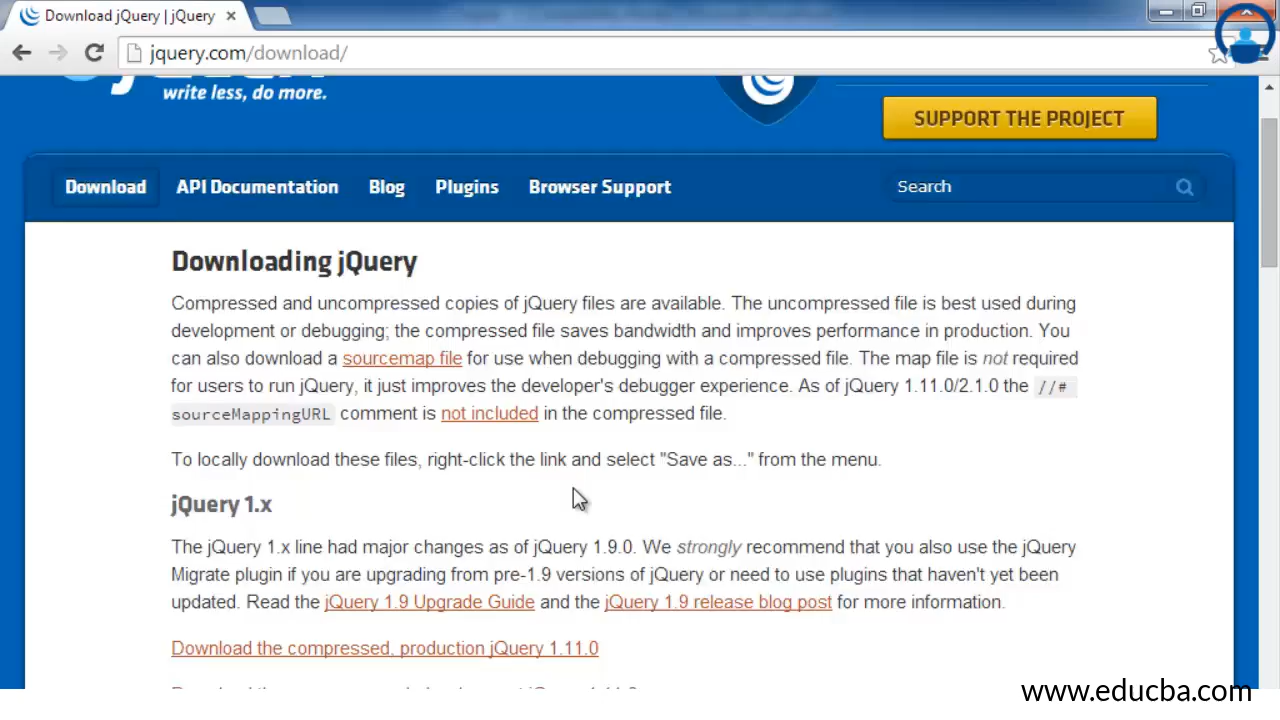 Download jQuery | jQuery
jquery.com/download/
write less, do more.
SUPPORT THE PROJECT
Download API Documentation Blog Plugins Browser Support Search
Downloading jQuery
Compressed and uncompressed copies of jQuery files are available. The uncompressed file is best used during
development or debugging; the compressed file saves bandwidth and improves performance in production. You
can also download a sourcemap file for use when debugging with a compressed file. The map file is not required
for users to run jQuery, it just improves the developer's debugger experience. As of jQuery 1.11.0/2.1.0 the //#
sourceMappingURL comment is not included in the compressed file.
To locally download these files, right-click the link and select "Save as..." from the menu.
jQuery 1.x
The jQuery 1.x line had major changes as of jQuery 1.9.0. We strongly recommend that you also use the jQuery
Migrate plugin if you are upgrading from pre-1.9 versions of jQuery or need to use plugins that haven't yet been
updated. Read the jQuery 1.9 Upgrade Guide and the jQuery 1.9 release blog post for more information.
Download the compressed, production jQuery 1.11.0
www.educba.com